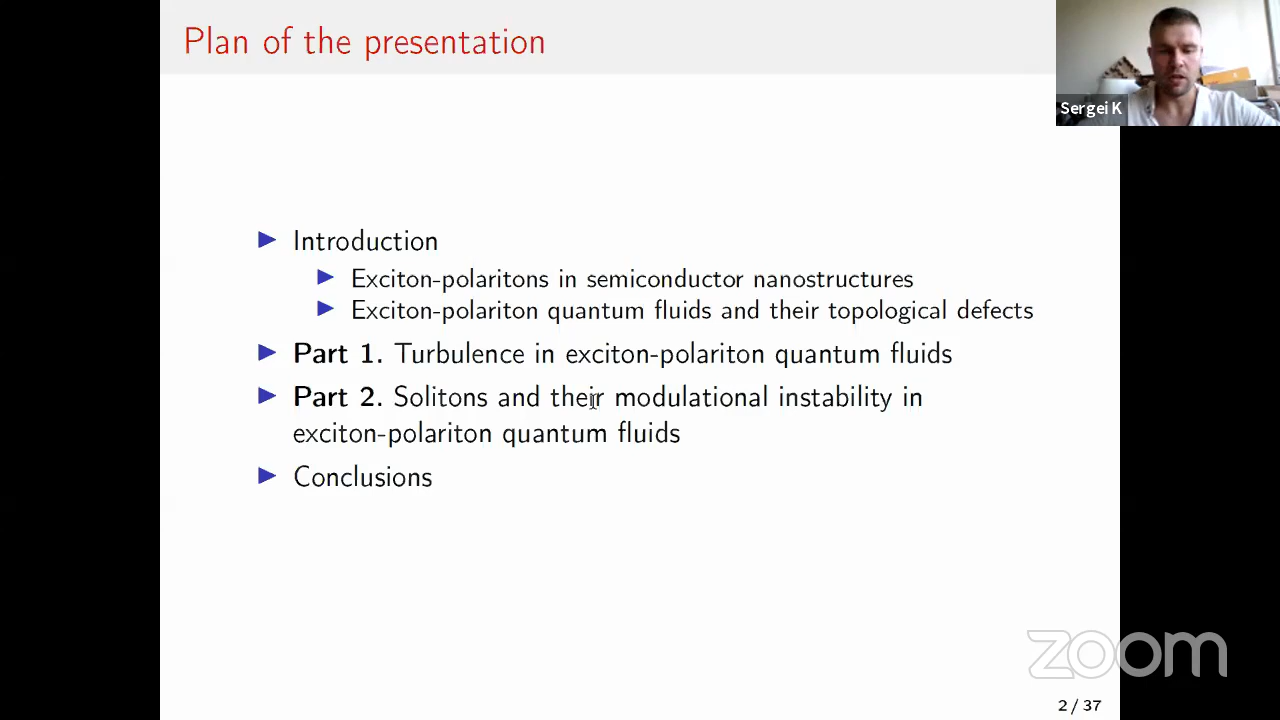 Plan of the presentation
Sergei K
Introduction
Exciton-polaritons in semiconductor nanostructures
Exciton-polariton quantum fluids and their topological defects
Part 1. Turbulence in exciton-polariton quantum fluids
Part 2. Solitons and their modulational instability in
exciton-polariton quantum fluids
Conclusions
zoom
2 / 37